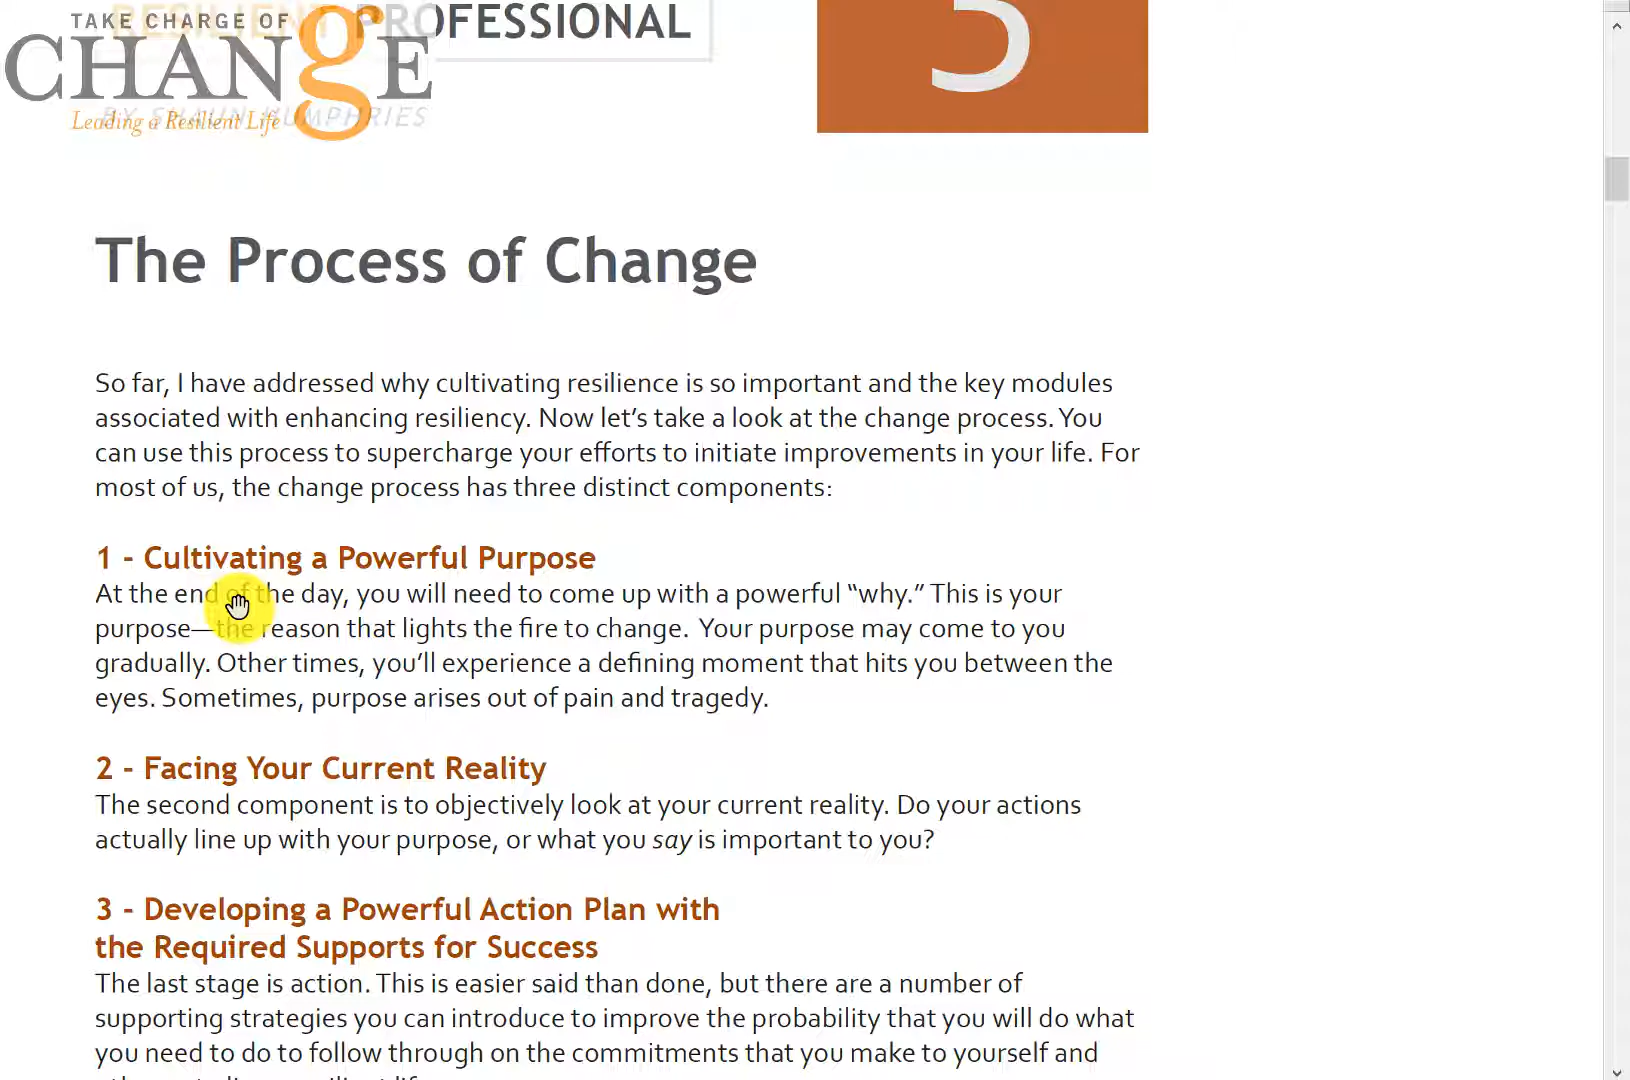 TAKE CHARGE OF
CHANgE
Leading a Resilient Life
RESILIENT PROFESSIONAL
BY SHAUN HUMPHRIES
3
The Process of Change
So far, I have addressed why cultivating resilience is so important and the key modules
associated with enhancing resiliency. Now let’s take a look at the change process. You
can use this process to supercharge your efforts to initiate improvements in your life. For
most of us, the change process has three distinct components:
1 - Cultivating a Powerful Purpose
At the end of the day, you will need to come up with a powerful “why.” This is your
purpose—the reason that lights the fire to change. Your purpose may come to you
gradually. Other times, you’ll experience a defining moment that hits you between the
eyes. Sometimes, purpose arises out of pain and tragedy.
2 - Facing Your Current Reality
The second component is to objectively look at your current reality. Do your actions
actually line up with your purpose, or what you say is important to you?
3 - Developing a Powerful Action Plan with
the Required Supports for Success
The last stage is action. This is easier said than done, but there are a number of
supporting strategies you can introduce to improve the probability that you will do what
you need to do to follow through on the commitments that you make to yourself and